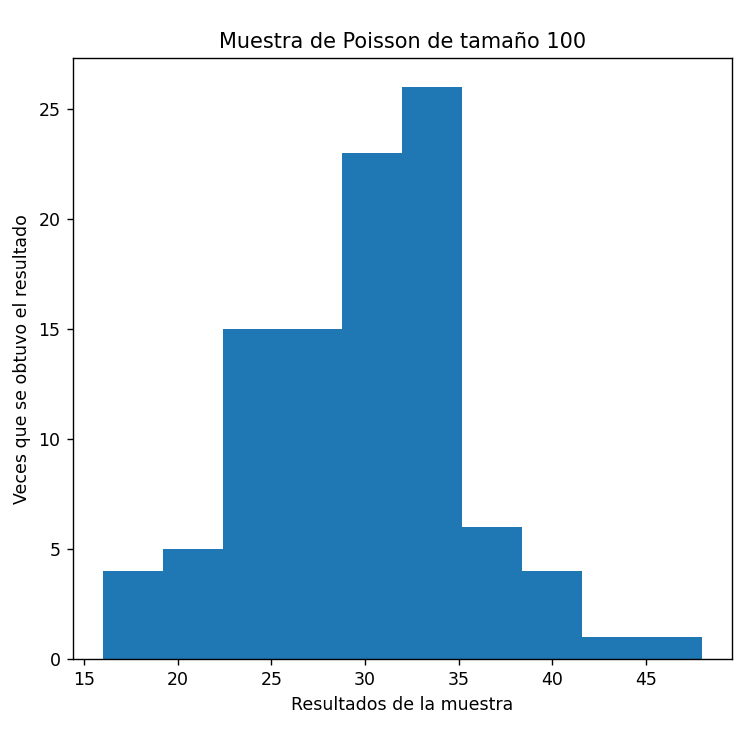 Muestra de Poisson de tamaño 100
Veces que se obtuvo el resultado
25
20
15
10
5
0
15 20 25 30 35 40 45
Resultados de la muestra